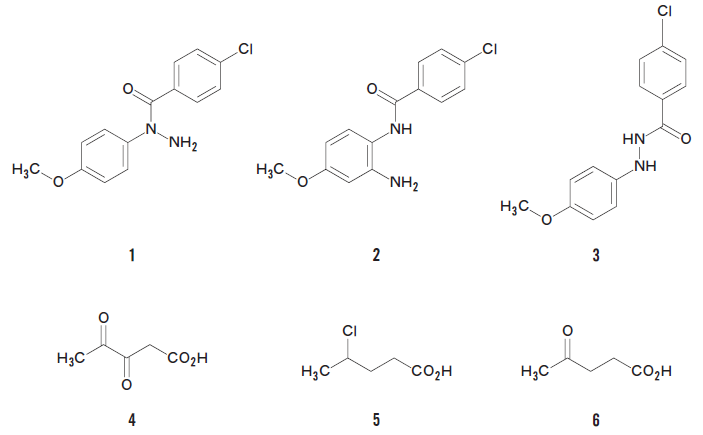 Cl Cl Cl
O O
N NH HN O
NH₂ NH
H₃C O H₃C O NH₂
H₃C O
1 2 3
O Cl O
H₃C CO₂H H₃C CO₂H H₃C CO₂H
O
4 5 6